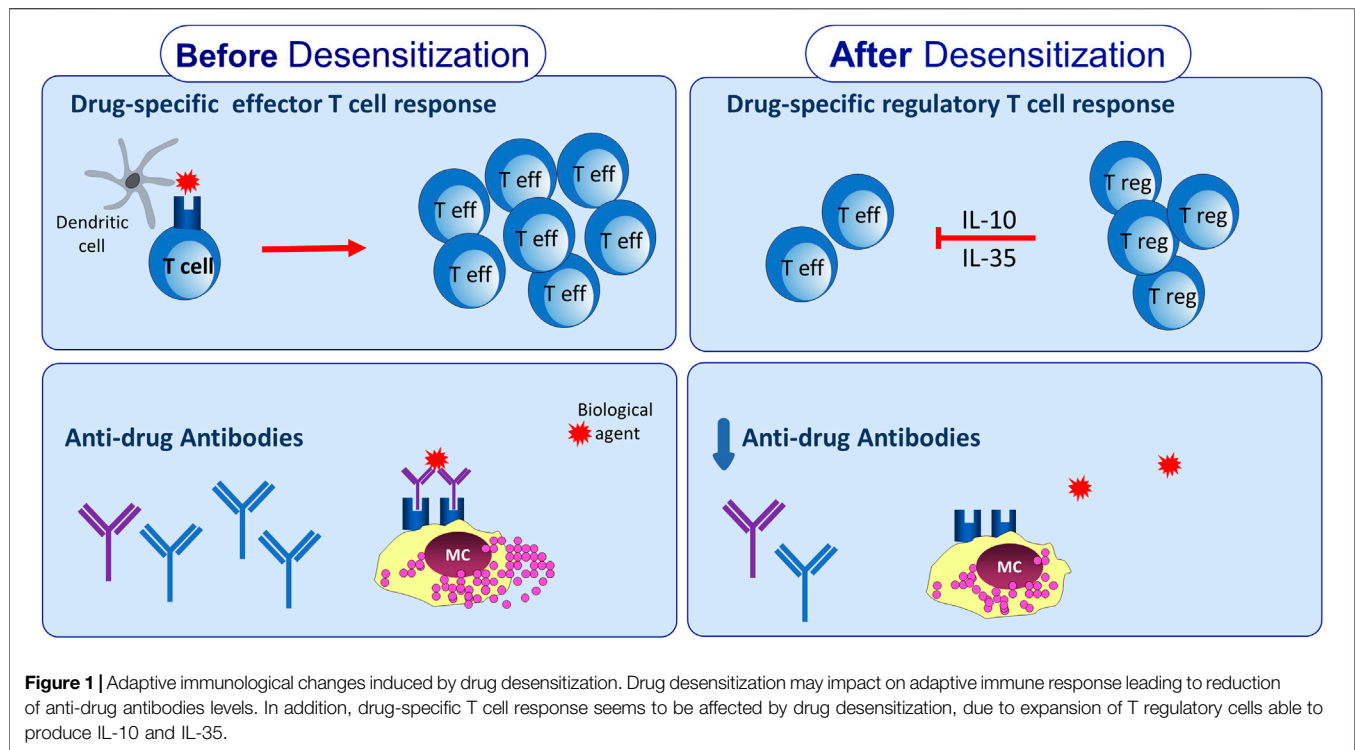 Before Desensitization
Drug-specific effector T cell response
Dendritic
cell
T cell
T eff
T eff
T eff
T eff
T eff
T eff
T eff
T eff
After Desensitization
Drug-specific regulatory T cell response
T eff
T eff
IL-10
IL-35
T reg
T reg
T reg
T reg
Anti-drug Antibodies
Biological
agent
MC
Anti-drug Antibodies
MC
Figure 1 | Adaptive immunological changes induced by drug desensitization. Drug desensitization may impact on adaptive immune response leading to reduction
of anti-drug antibodies levels. In addition, drug-specific T cell response seems to be affected by drug desensitization, due to expansion of T regulatory cells able to
produce IL-10 and IL-35.